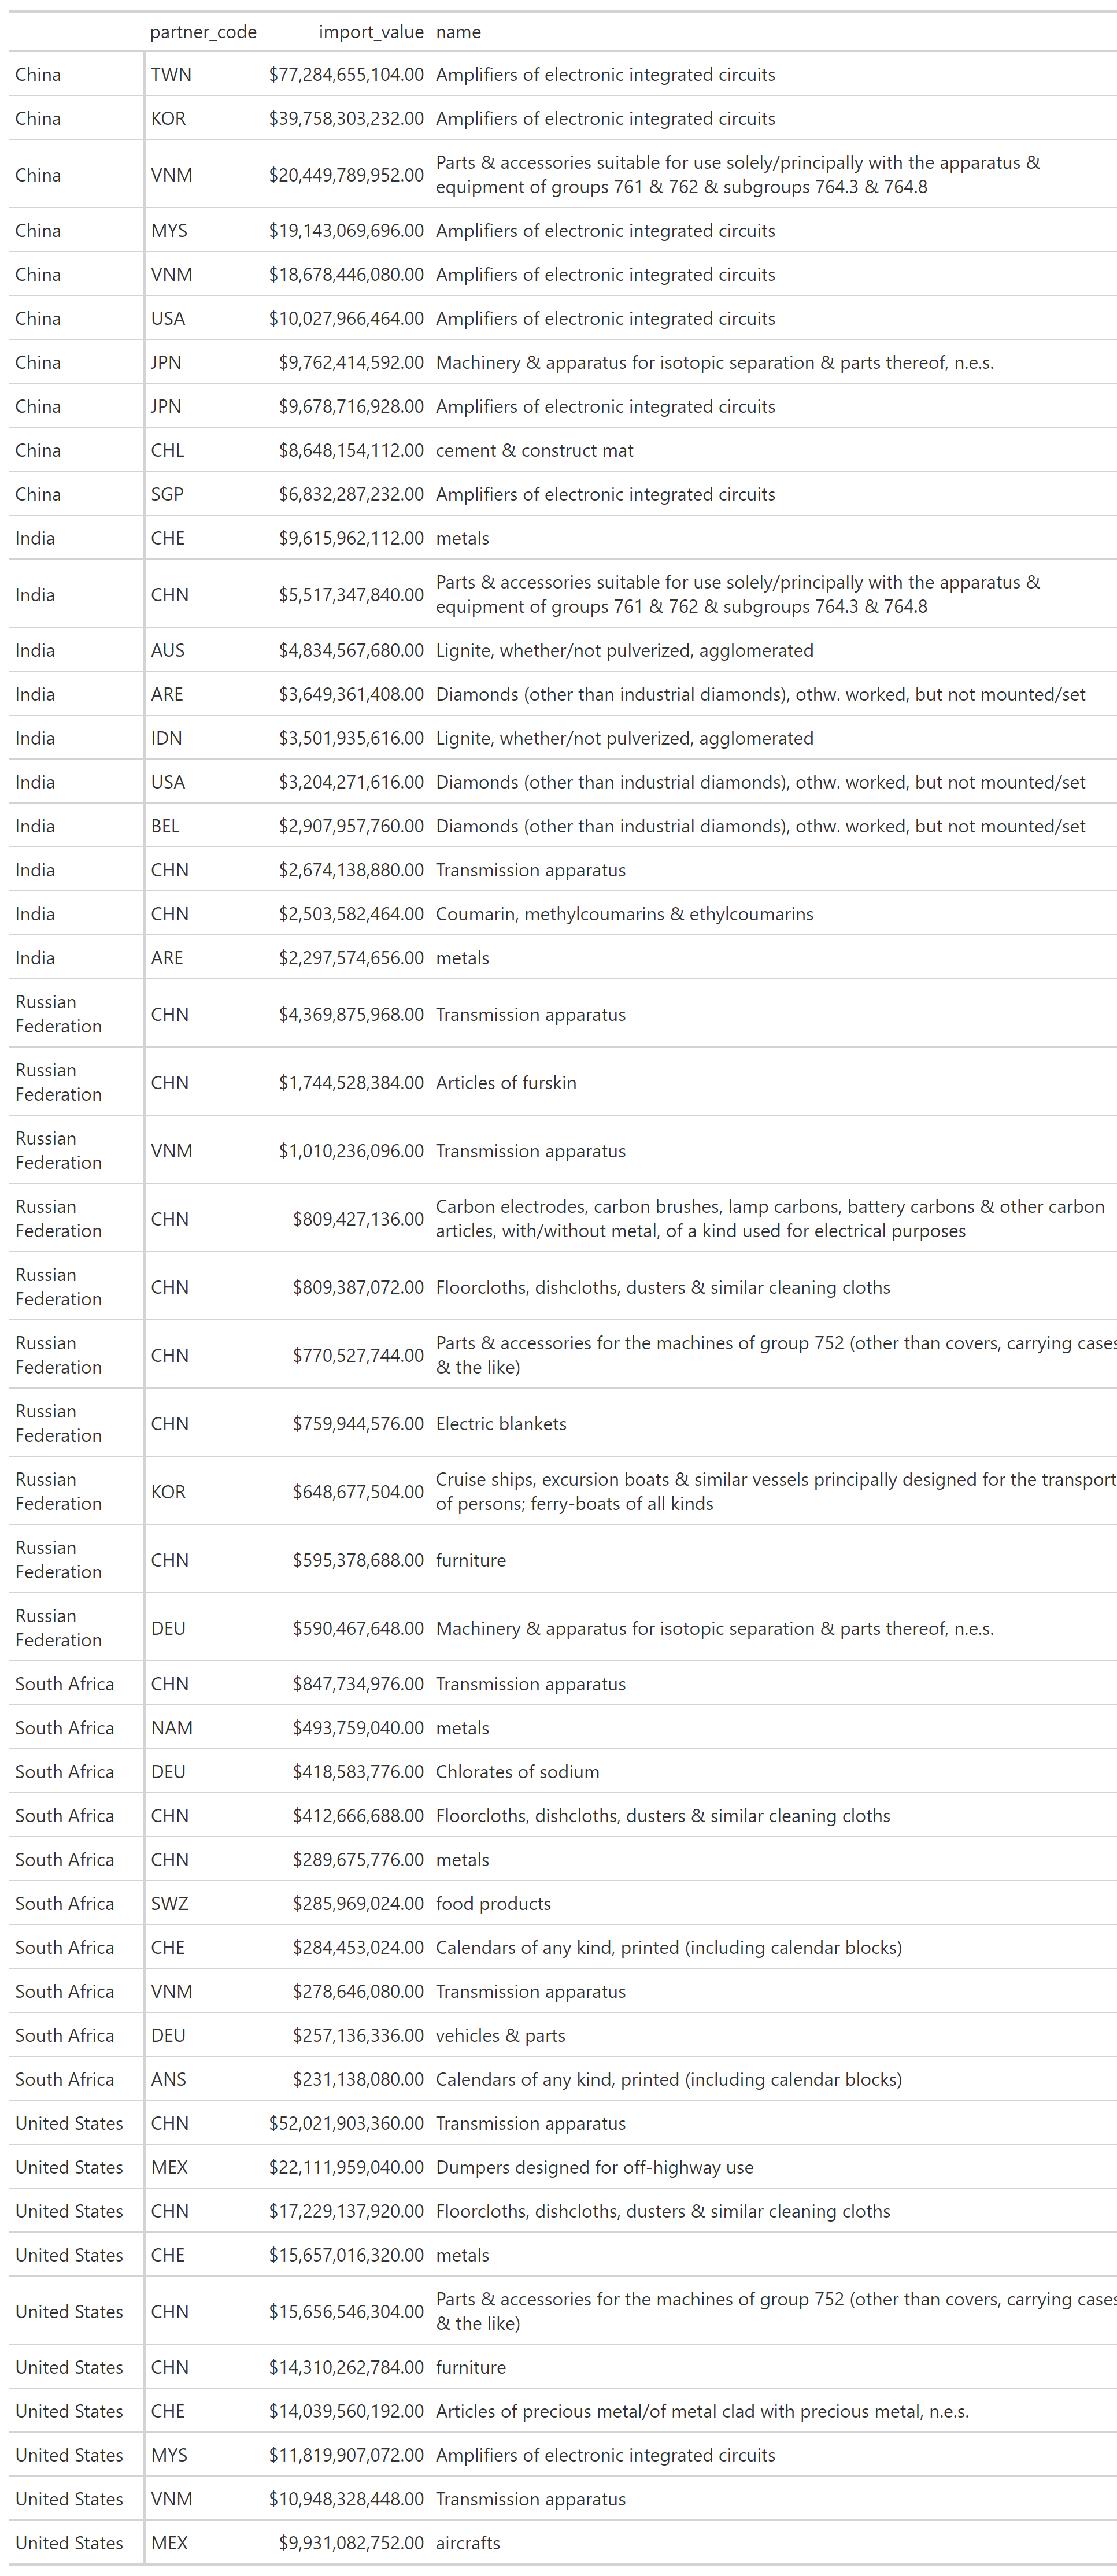 partner_code import_value name
China TWN $77,284,655,104.00 Amplifiers of electronic integrated circuits
China KOR $39,758,303,232.00 Amplifiers of electronic integrated circuits
China VNM $20,449,789,952.00 Parts & accessories suitable for use solely/principally with the apparatus &
equipment of groups 761 & 762 & subgroups 764.3 & 764.8
China MYS $19,143,069,696.00 Amplifiers of electronic integrated circuits
China VNM $18,678,446,080.00 Amplifiers of electronic integrated circuits
China USA $10,027,966,464.00 Amplifiers of electronic integrated circuits
China JPN $9,762,414,592.00 Machinery & apparatus for isotopic separation & parts thereof, n.e.s.
China JPN $9,678,716,928.00 Amplifiers of electronic integrated circuits
China CHL $8,648,154,112.00 cement & construct mat
China SGP $6,832,287,232.00 Amplifiers of electronic integrated circuits
India CHE $9,615,962,112.00 metals
India CHN $5,517,347,840.00 Parts & accessories suitable for use solely/principally with the apparatus &
equipment of groups 761 & 762 & subgroups 764.3 & 764.8
India AUS $4,834,567,680.00 Lignite, whether/not pulverized, agglomerated
India ARE $3,649,361,408.00 Diamonds (other than industrial diamonds), othw. worked, but not mounted/set
India IDN $3,501,935,616.00 Lignite, whether/not pulverized, agglomerated
India USA $3,204,271,616.00 Diamonds (other than industrial diamonds), othw. worked, but not mounted/set
India BEL $2,907,957,760.00 Diamonds (other than industrial diamonds), othw. worked, but not mounted/set
India CHN $2,674,138,880.00 Transmission apparatus
India CHN $2,503,582,464.00 Coumarin, methylcoumarins & ethylcoumarins
India ARE $2,297,574,656.00 metals
Russian
Federation CHN $4,369,875,968.00 Transmission apparatus
Russian
Federation CHN $1,744,528,384.00 Articles of furskin
Russian
Federation VNM $1,010,236,096.00 Transmission apparatus
Russian
Federation CHN $809,427,136.00 Carbon electrodes, carbon brushes, lamp carbons, battery carbons & other carbon
articles, with/without metal, of a kind used for electrical purposes
Russian
Federation CHN $809,387,072.00 Floorcloths, dishcloths, dusters & similar cleaning cloths
Russian
Federation CHN $770,527,744.00 Parts & accessories for the machines of group 752 (other than covers, carrying cases
& the like)
Russian
Federation CHN $759,944,576.00 Electric blankets
Russian
Federation KOR $648,677,504.00 Cruise ships, excursion boats & similar vessels principally designed for the transport
of persons; ferry-boats of all kinds
Russian
Federation CHN $595,378,688.00 furniture
Russian
Federation DEU $590,467,648.00 Machinery & apparatus for isotopic separation & parts thereof, n.e.s.
South Africa CHN $847,734,976.00 Transmission apparatus
South Africa NAM $493,759,040.00 metals
South Africa DEU $418,583,776.00 Chlorates of sodium
South Africa CHN $412,666,688.00 Floorcloths, dishcloths, dusters & similar cleaning cloths
South Africa CHN $289,675,776.00 metals
South Africa SWZ $285,969,024.00 food products
South Africa CHE $284,453,024.00 Calendars of any kind, printed (including calendar blocks)
South Africa VNM $278,646,080.00 Transmission apparatus
South Africa DEU $257,136,336.00 vehicles & parts
South Africa ANS $231,138,080.00 Calendars of any kind, printed (including calendar blocks)
United States CHN $52,021,903,360.00 Transmission apparatus
United States MEX $22,111,959,040.00 Dumpers designed for off-highway use
United States CHN $17,229,137,920.00 Floorcloths, dishcloths, dusters & similar cleaning cloths
United States CHE $15,657,016,320.00 metals
United States CHN $15,656,546,304.00 Parts & accessories for the machines of group 752 (other than covers, carrying cases
& the like)
United States CHN $14,310,262,784.00 furniture
United States CHE $14,039,560,192.00 Articles of precious metal/of metal clad with precious metal, n.e.s.
United States MYS $11,819,907,072.00 Amplifiers of electronic integrated circuits
United States VNM $10,948,328,448.00 Transmission apparatus
United States MEX $9,931,082,752.00 aircrafts